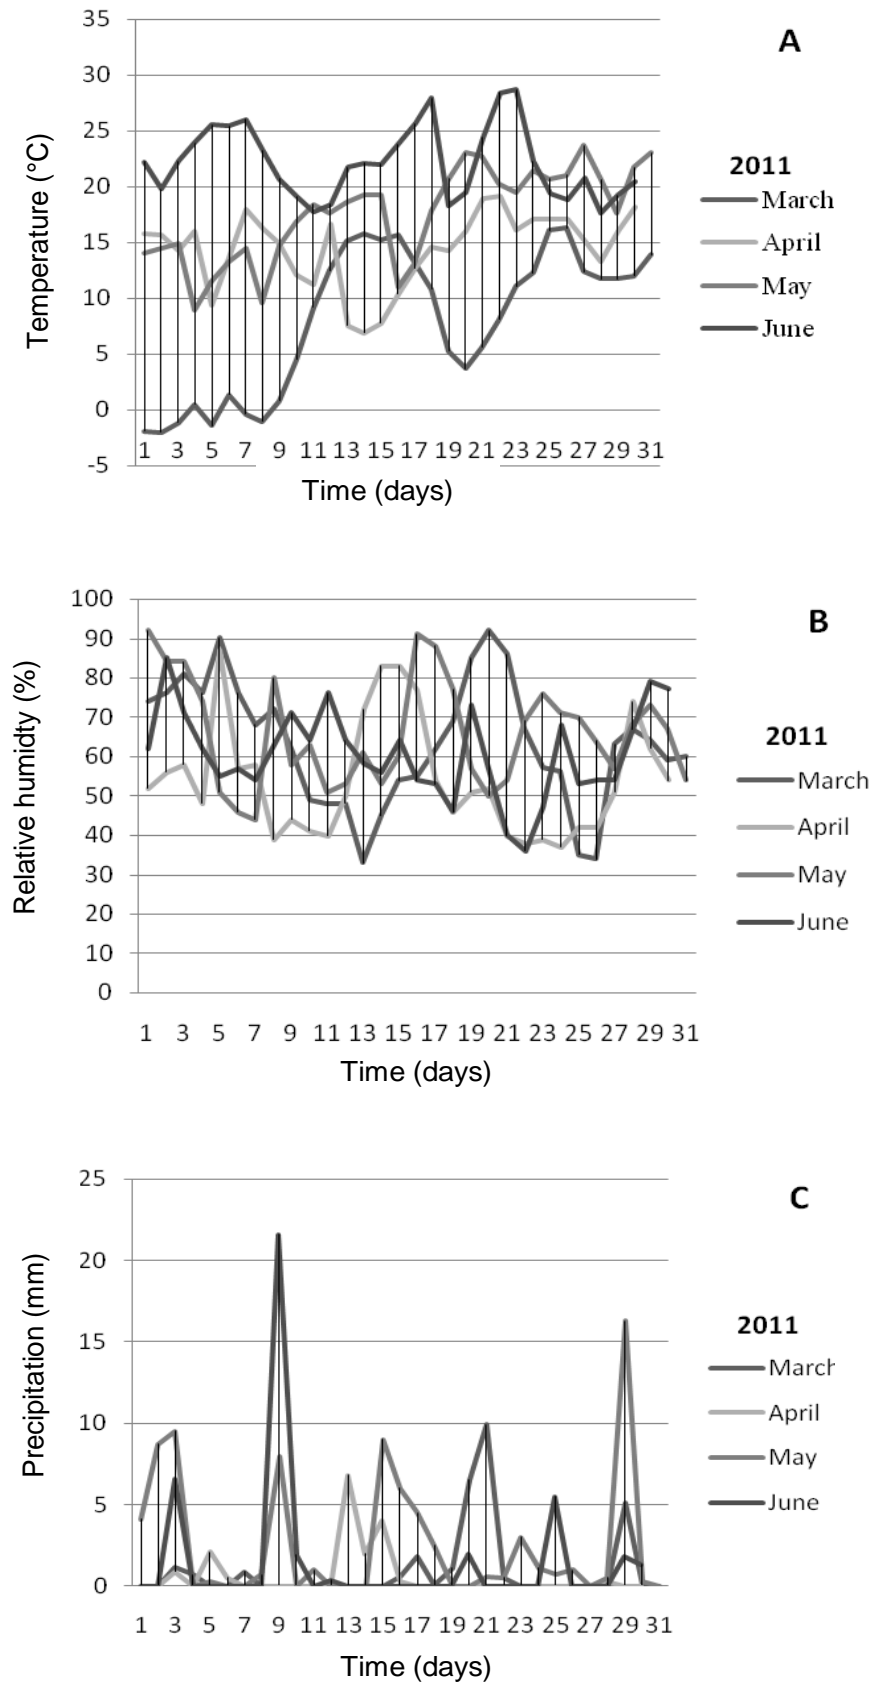 A
35
30
25
20
15
10
5
0
-5
Temperature (°C)
1 3 5 7 9 11 13 15 17 19 21 23 25 27 29 31
Time (days)
2011
March
April
May
June
B
100
90
80
70
60
50
40
30
20
10
0
Relative humidty (%)
1 3 5 7 9 11 13 15 17 19 21 23 25 27 29 31
Time (days)
2011
March
April
May
June
C
25
20
15
10
5
0
Precipitation (mm)
1 3 5 7 9 11 13 15 17 19 21 23 25 27 29 31
Time (days)
2011
March
April
May
June